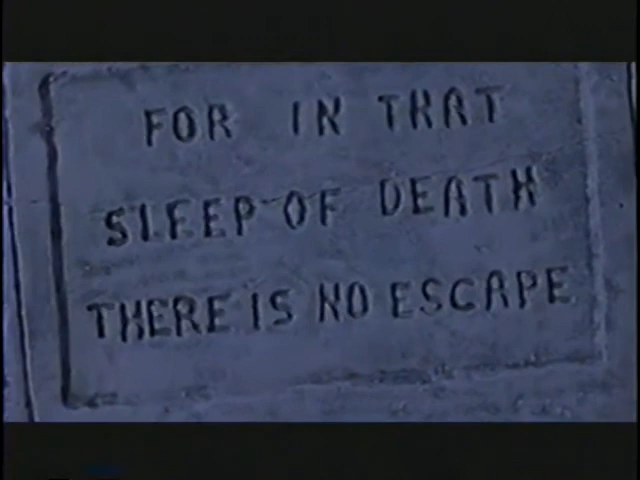 FOR IN THAT
SLEEP OF DEATH
THERE IS NO ESCAPE